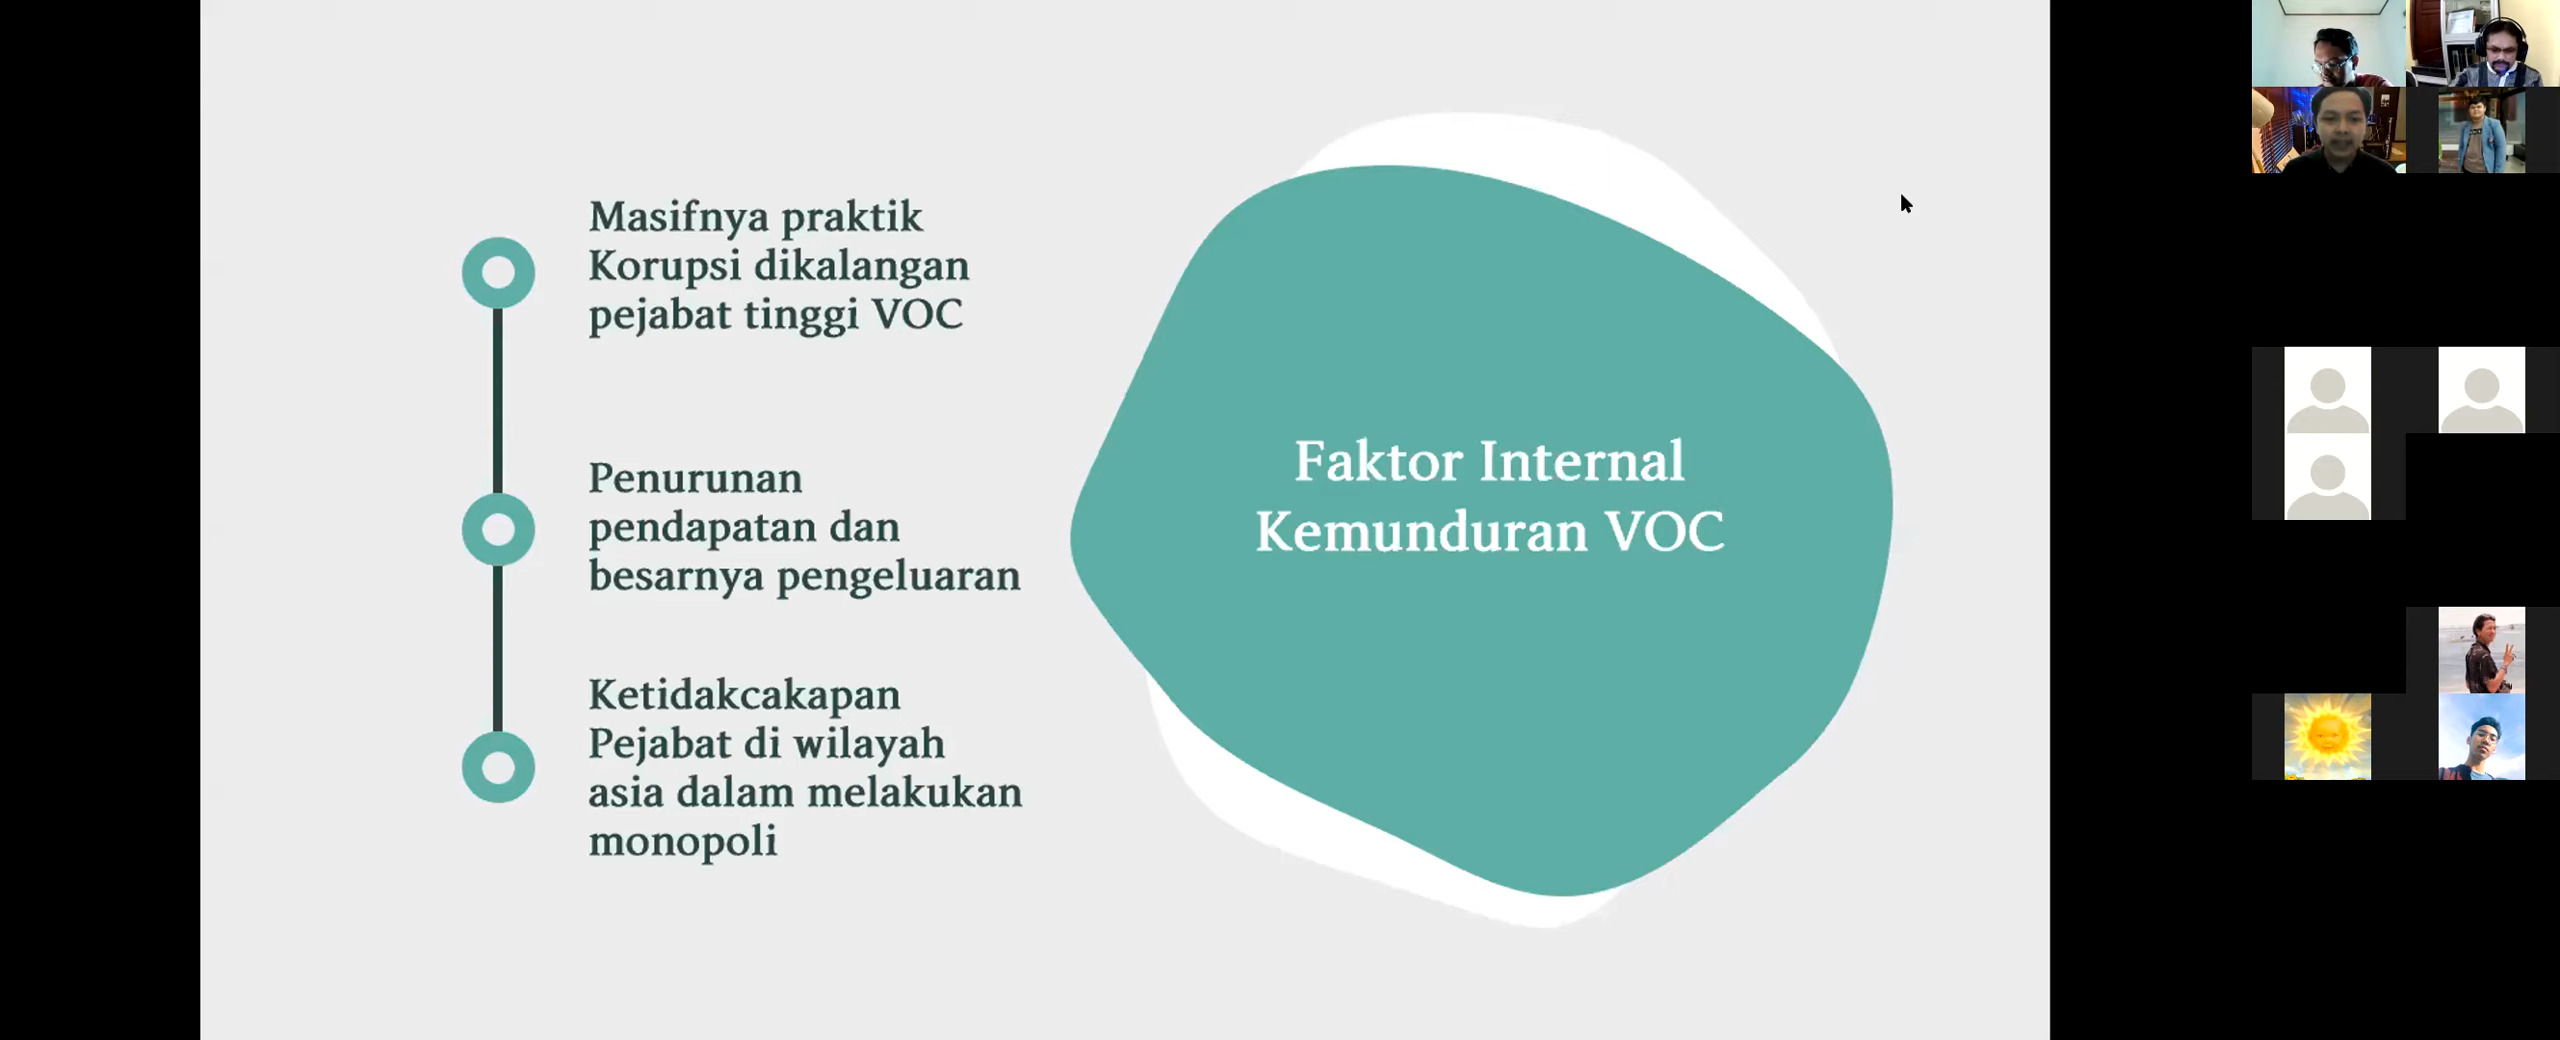 Masifnya praktik
Korupsi dikalangan
pejabat tinggi VOC
Penurunan
pendapatan dan
besarnya pengeluaran
Ketidakcakapan
Pejabat di wilayah
asia dalam melakukan
monopoli
Faktor Internal
Kemunduran VOC